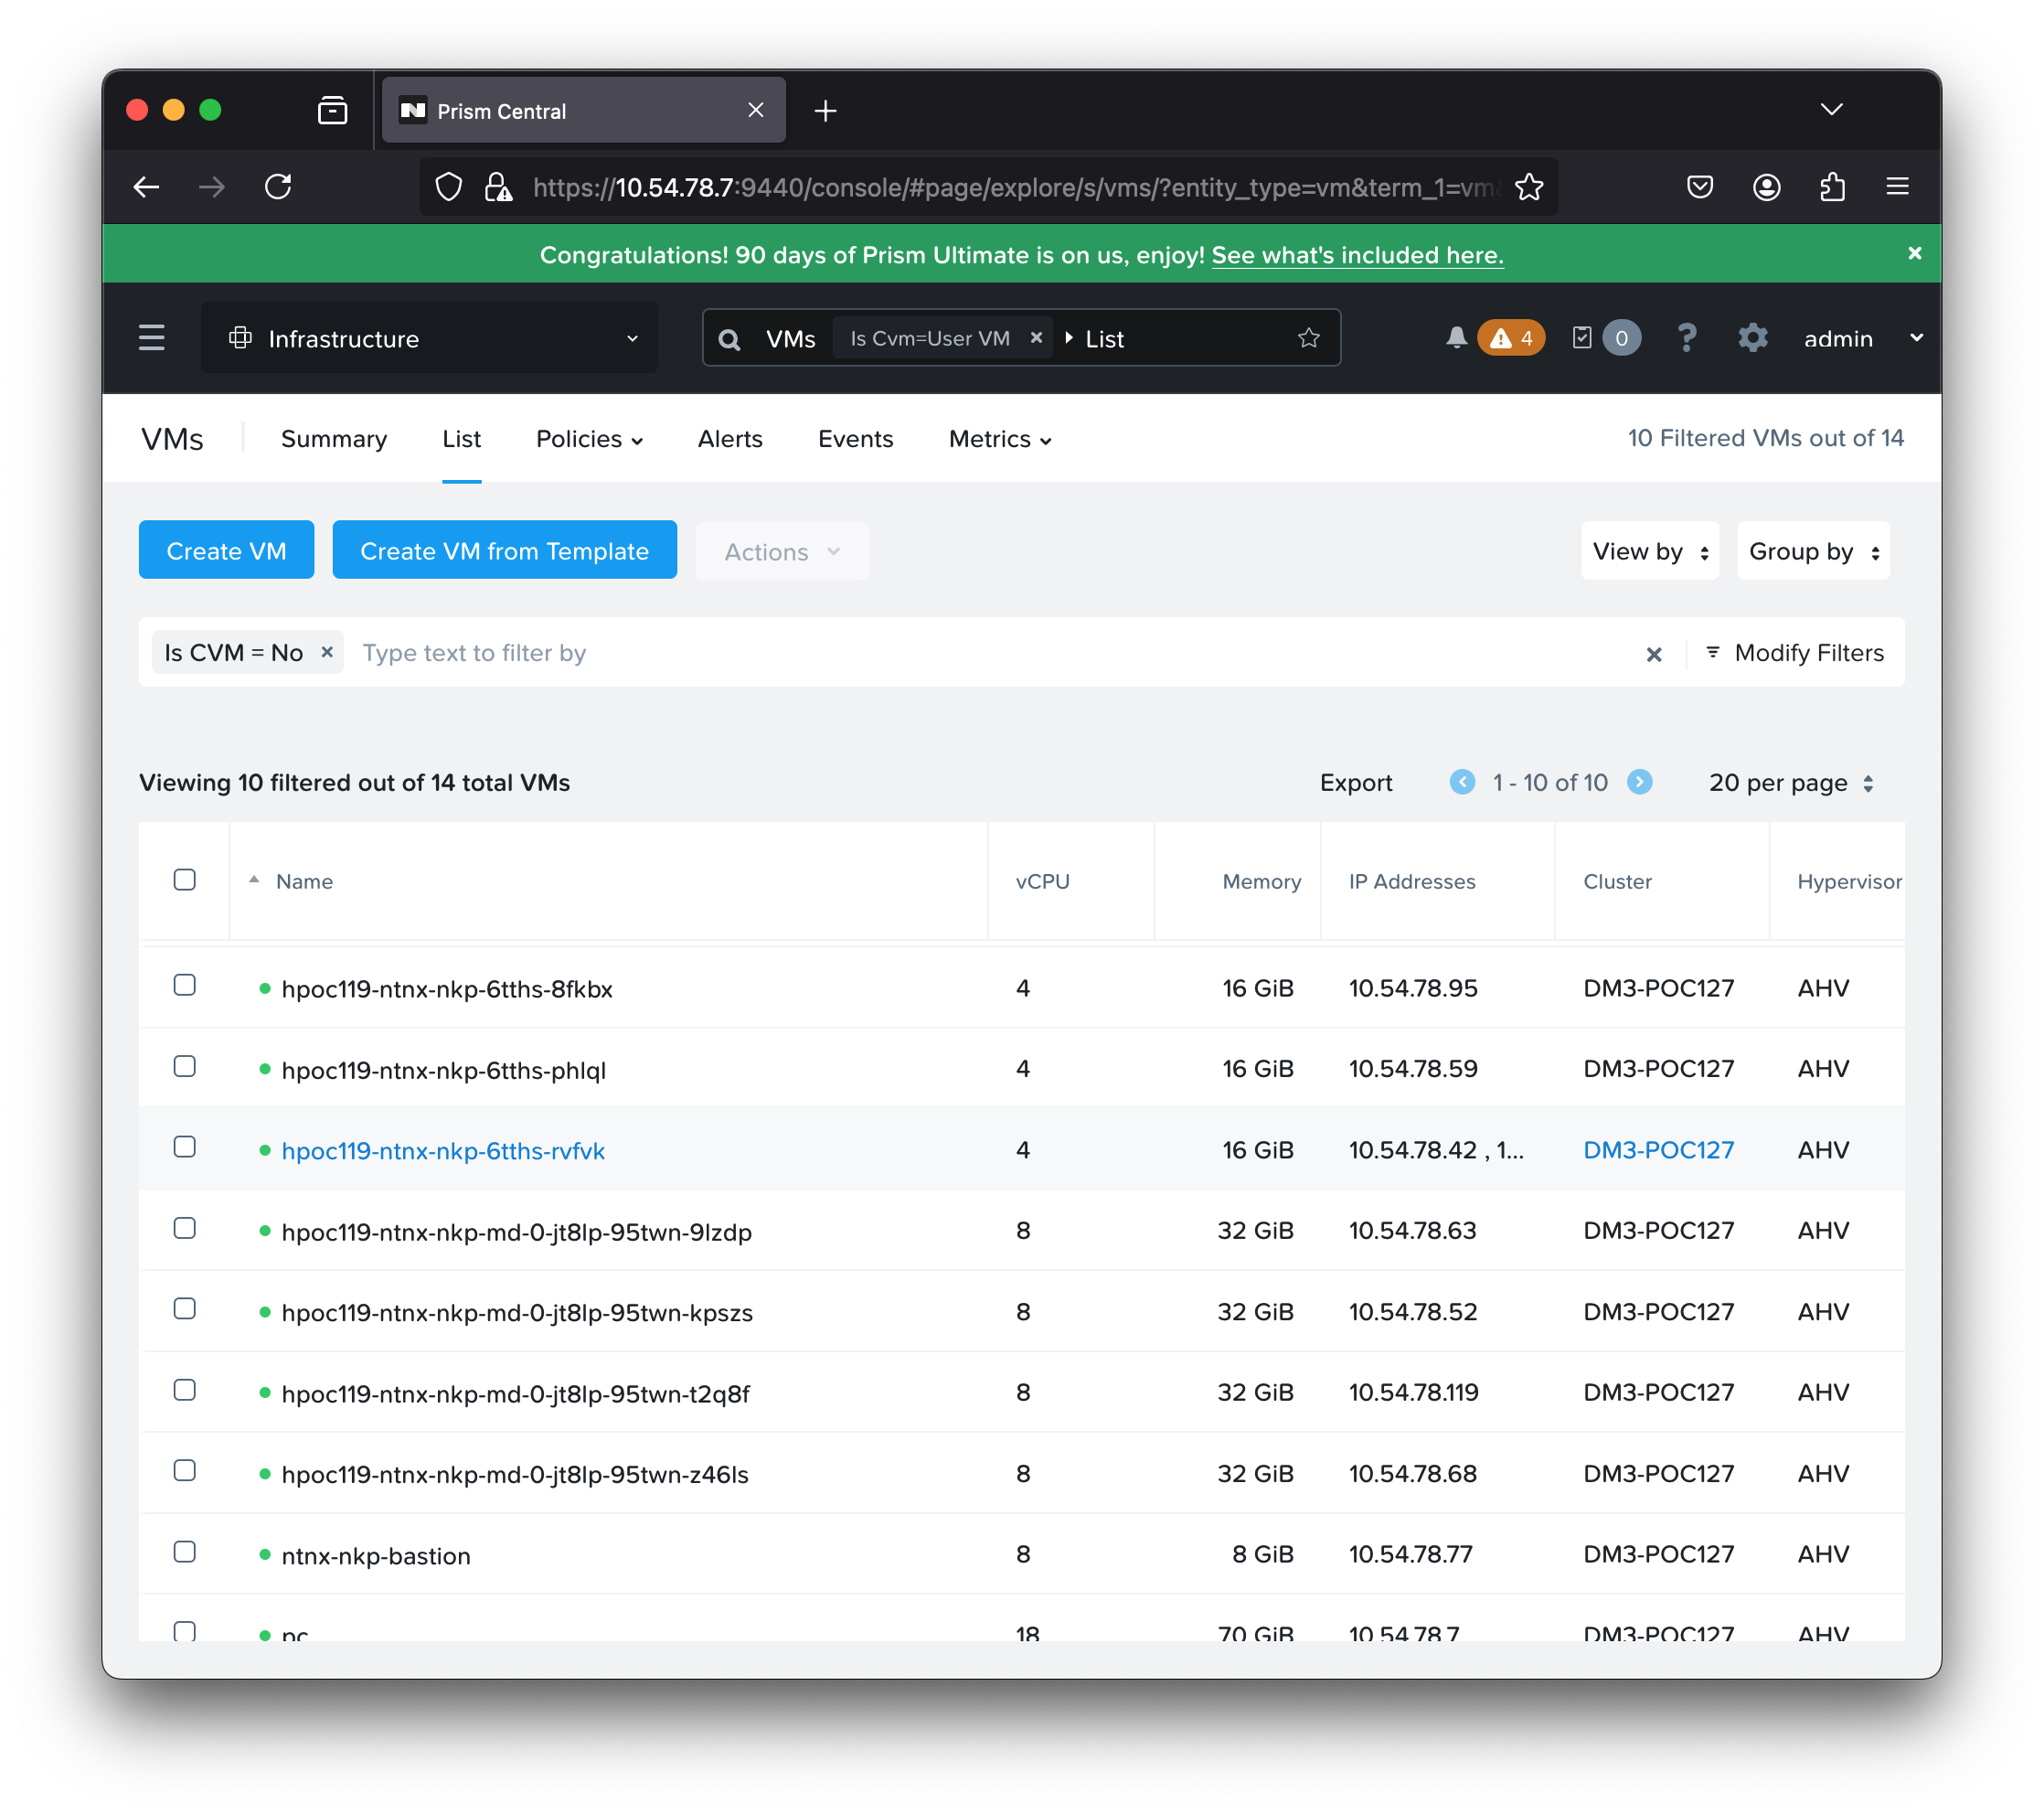 Prism Central
https://10.54.78.7:9440/console/#page/explore/s/vms/?entity_type=vm&term_1=vm
Congratulations! 90 days of Prism Ultimate is on us, enjoy! See what's included here.
Infrastructure
VMs Is Cvm=User VM List
4
0
?
admin
VMs Summary List Policies Alerts Events Metrics 10 Filtered VMs out of 14
Create VM Create VM from Template Actions View by Group by
Is CVM = No Type text to filter by Modify Filters
Viewing 10 filtered out of 14 total VMs Export 1 - 10 of 10 20 per page
Name vCPU Memory IP Addresses Cluster Hypervisor
hpoc119-ntnx-nkp-6tths-8fkbx 4 16 GiB 10.54.78.95 DM3-POC127 AHV
hpoc119-ntnx-nkp-6tths-phlql 4 16 GiB 10.54.78.59 DM3-POC127 AHV
hpoc119-ntnx-nkp-6tths-rvfvk 4 16 GiB 10.54.78.42 , 1... DM3-POC127 AHV
hpoc119-ntnx-nkp-md-0-jt8lp-95twn-9lzdp 8 32 GiB 10.54.78.63 DM3-POC127 AHV
hpoc119-ntnx-nkp-md-0-jt8lp-95twn-kpszs 8 32 GiB 10.54.78.52 DM3-POC127 AHV
hpoc119-ntnx-nkp-md-0-jt8lp-95twn-t2q8f 8 32 GiB 10.54.78.119 DM3-POC127 AHV
hpoc119-ntnx-nkp-md-0-jt8lp-95twn-z46ls 8 32 GiB 10.54.78.68 DM3-POC127 AHV
ntnx-nkp-bastion 8 8 GiB 10.54.78.77 DM3-POC127 AHV
pc 18 70 GiB 10.54.78.7 DM3-POC127 AHV